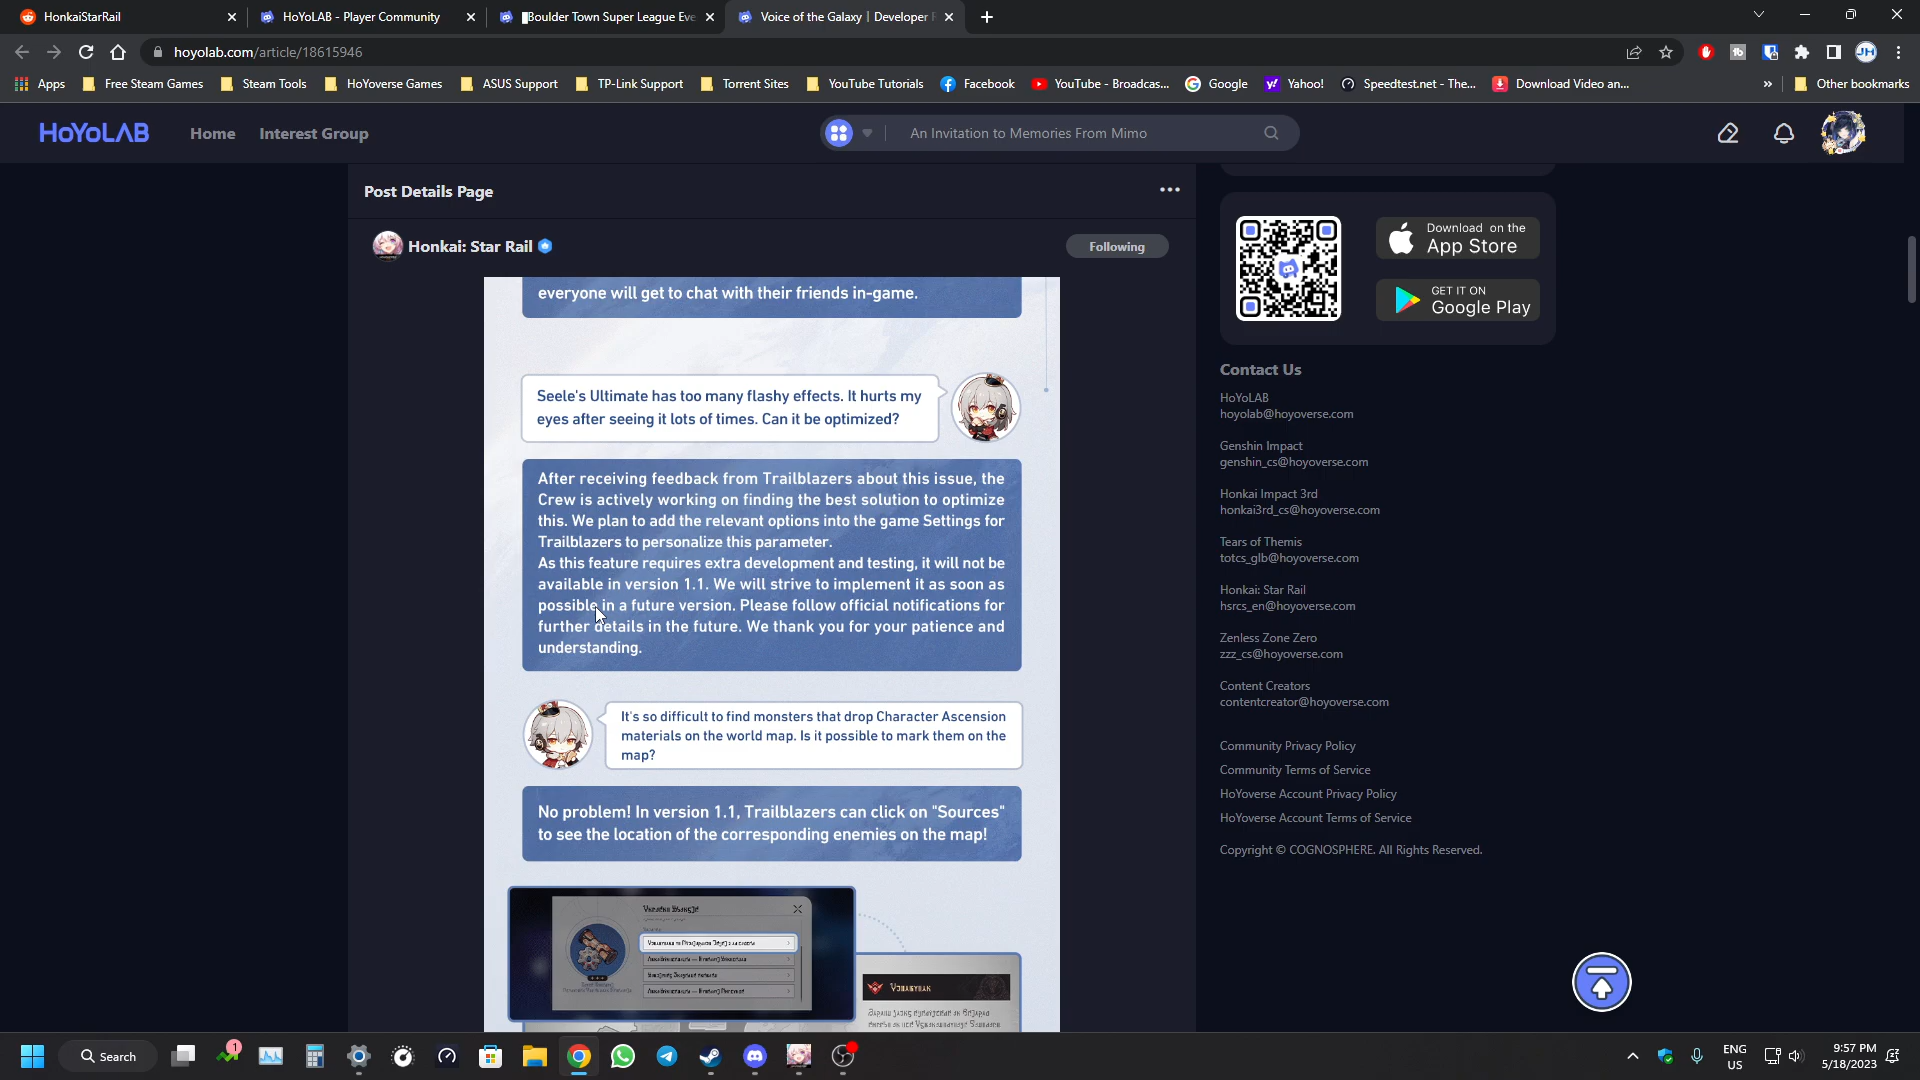 HonkaiStarRail
HoYoLAB - Player Community
Boulder Town Super League Eve
Voice of the Galaxy | Developer
hoyolab.com/article/18615946
Apps
Free Steam Games
Steam Tools
HoYoverse Games
ASUS Support
TP-Link Support
Torrent Sites
YouTube Tutorials
Facebook
YouTube - Broadcas...
Google
Yahoo!
Speedtest.net - The...
Download Video an...
»
Other bookmarks
JH
HoYoLAB
Home
Interest Group
An Invitation to Memories From Mimo
Post Details Page
Honkai: Star Rail
Following
everyone will get to chat with their friends in-game.
Seele's Ultimate has too many flashy effects. It hurts my
eyes after seeing it lots of times. Can it be optimized?
After receiving feedback from Trailblazers about this issue, the
Crew is actively working on finding the best solution to optimize
this. We plan to add the relevant options into the game Settings for
Trailblazers to personalize this parameter.
As this feature requires extra development and testing, it will not be
available in version 1.1. We will strive to implement it as soon as
possible in a future version. Please follow official notifications for
further details in the future. We thank you for your patience and
understanding.
It's so difficult to find monsters that drop Character Ascension
materials on the world map. Is it possible to mark them on the
map?
No problem! In version 1.1, Trailblazers can click on "Sources"
to see the location of the corresponding enemies on the map!
Download on the
App Store
GET IT ON
Google Play
Contact Us
HoYoLAB
hoyolab@hoyoverse.com
Genshin Impact
genshin_cs@hoyoverse.com
Honkai Impact 3rd
honkai3rd_cs@hoyoverse.com
Tears of Themis
totcs_glb@hoyoverse.com
Honkai: Star Rail
hsrcs_en@hoyoverse.com
Zenless Zone Zero
zzz_cs@hoyoverse.com
Content Creators
contentcreator@hoyoverse.com
Community Privacy Policy
Community Terms of Service
HoYoverse Account Privacy Policy
HoYoverse Account Terms of Service
Copyright © COGNOSPHERE. All Rights Reserved.
Search
1
ENG
US
9:57 PM
5/18/2023